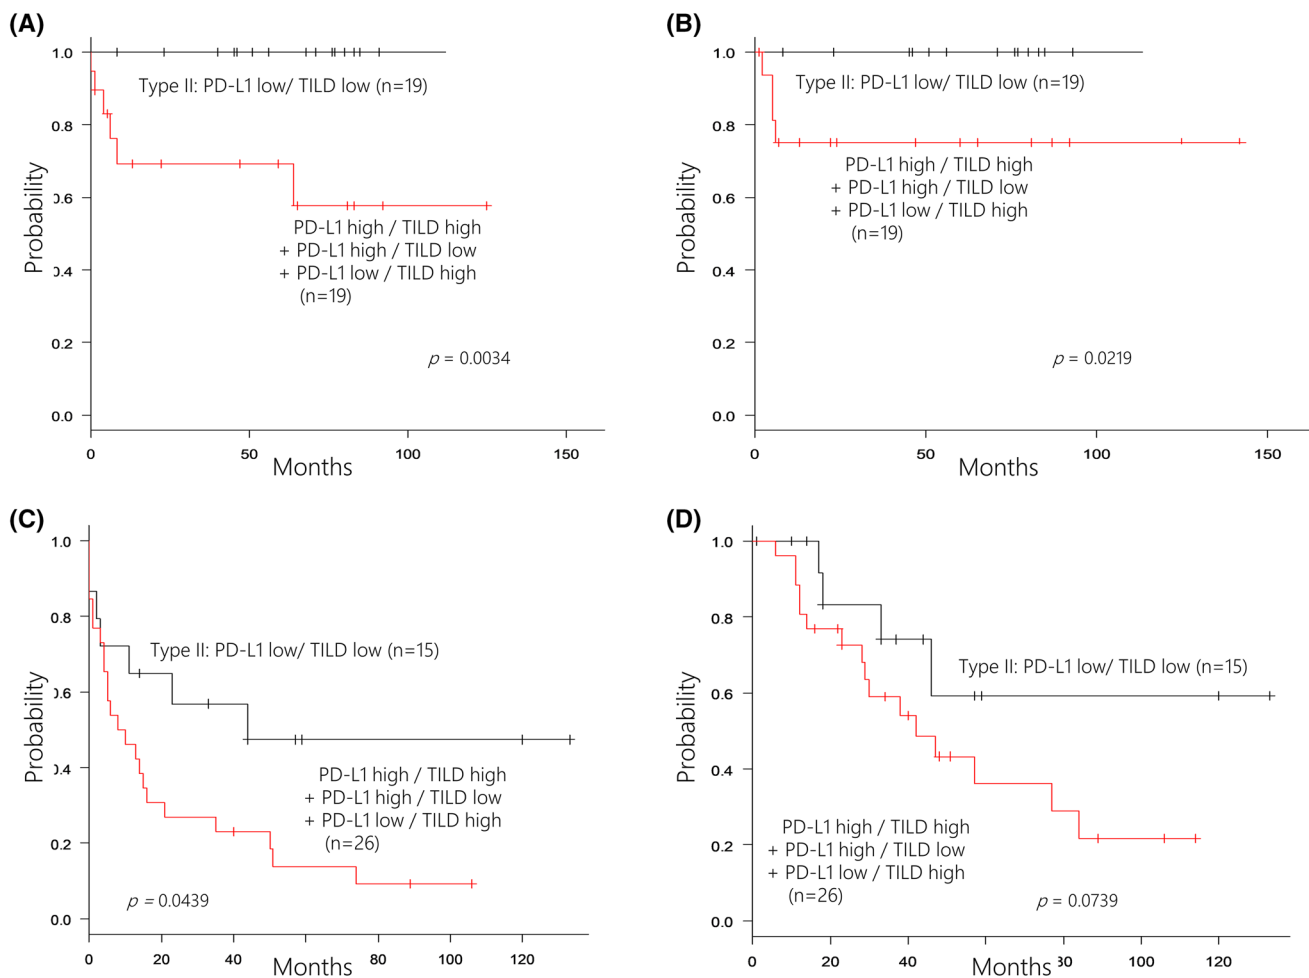 (A)
1.0
Type II: PD-L1 low/ TILD low (n=19)
0.8
0.6
PD-L1 high / TILD high
+ PD-L1 high / TILD low
+ PD-L1 low / TILD high
(n=19)
0.4
0.2
p = 0.0034
0.0
Probability
0 50 100 150
Months
(B)
1.0
Type II: PD-L1 low/ TILD low (n=19)
0.8
PD-L1 high / TILD high
+ PD-L1 high / TILD low
+ PD-L1 low / TILD high
(n=19)
0.6
0.4
0.2
p = 0.0219
0.0
Probability
0 50 100 150
Months
(C)
1.0
0.8
Type II: PD-L1 low/ TILD low (n=15)
0.6
0.4
PD-L1 high / TILD high
+ PD-L1 high / TILD low
+ PD-L1 low / TILD high
(n=26)
0.2
p = 0.0439
0.0
Probability
0 20 40 80 100 120
Months
(D)
1.0
0.8
Type II: PD-L1 low/ TILD low (n=15)
0.6
0.4
PD-L1 high / TILD high
+ PD-L1 high / TILD low
+ PD-L1 low / TILD high
(n=26)
0.2
p = 0.0739
0.0
Probability
0 20 40 30 100 120
Months